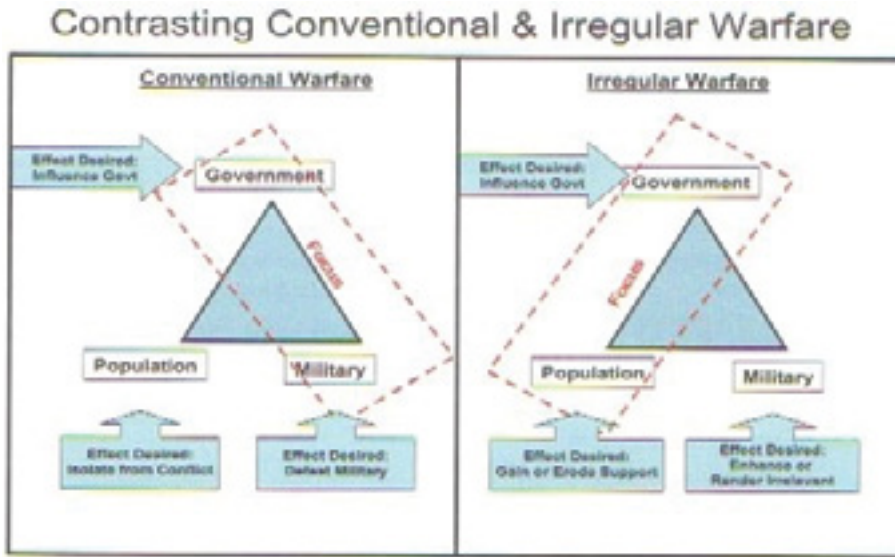 Contrasting Conventional & Irregular Warfare
Conventional Warfare
Effect Desired:
Influence Govt
Government
Focus
Population
Military
Effect Desired:
Isolate from Conflict
Effect Desired:
Defeat Military
Irregular Warfare
Effect Desired:
Influence Govt
Government
Focus
Population
Military
Effect Desired:
Gain or Erode Support
Effect Desired:
Enhance or
Render Irrelevant